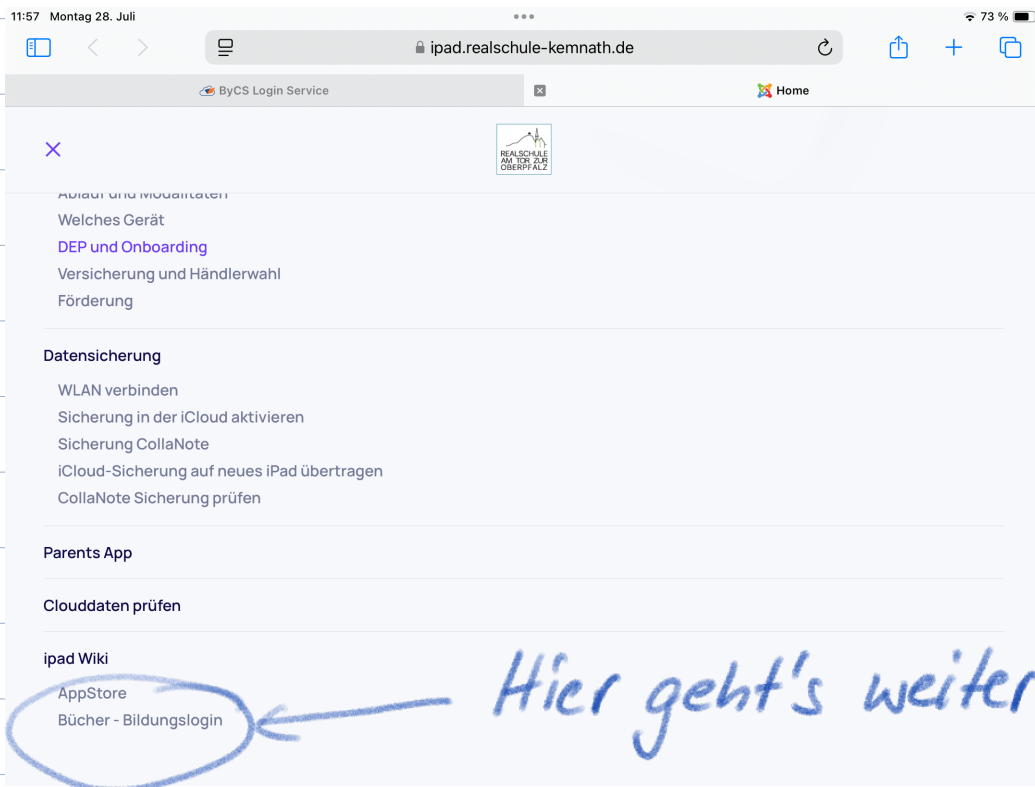 11:57 Montag 28. Juli
73 %
ipad.realschule-kemnath.de
ByCS Login Service
Home
REALSCHULE
AM TOR ZUR
OBERPFALZ
Ablauf und Modalitäten
Welches Gerät
DEP und Onboarding
Versicherung und Händlerwahl
Förderung
Datensicherung
WLAN verbinden
Sicherung in der iCloud aktivieren
Sicherung CollaNote
iCloud-Sicherung auf neues iPad übertragen
CollaNote Sicherung prüfen
Parents App
Clouddaten prüfen
ipad Wiki
AppStore
Bücher - Bildungslogin
Hier geht's weiter